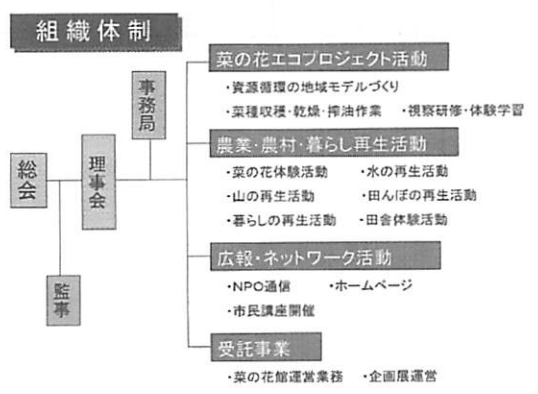 組織体制
総会
監事
理事会
事務局
菜の花エコプロジェクト活動
・資源循環の地域モデルづくり
・菜種収穫・乾燥・搾油作業 ・視察研修・体験学習
農業・農村・暮らし再生活動
・菜の花体験活動 ・水の再生活動
・山の再生活動 ・田んぼの再生活動
・暮らしの再生活動 ・田舎体験活動
広報・ネットワーク活動
・NPO通信 ・ホームページ
・市民講座開催
受託事業
・菜の花館運営業務 ・企画展運営